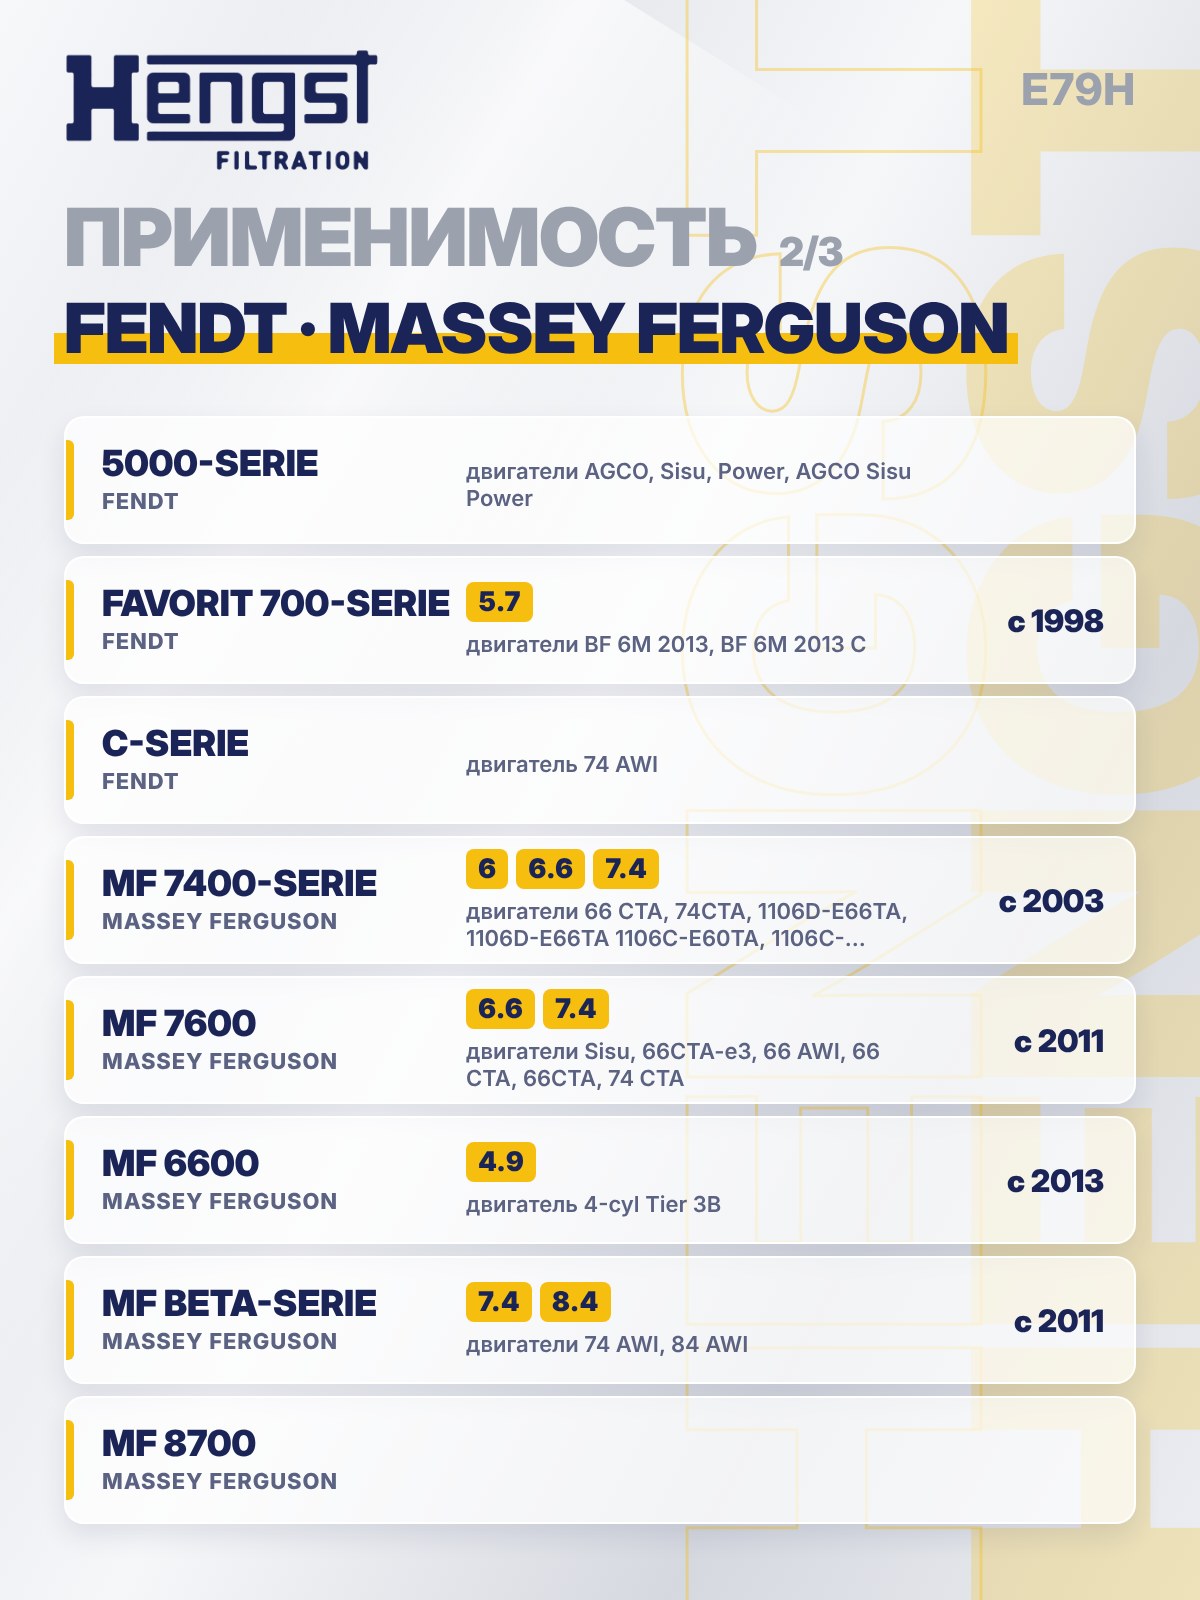 Hengst
FILTRATION
E79H
ПРИМЕНИМОСТЬ 2/3
FENDT · MASSEY FERGUSON
5000-SERIE
FENDT
двигатели AGCO, Sisu, Power, AGCO Sisu
Power
FAVORIT 700-SERIE
FENDT
5.7
двигатели BF 6M 2013, BF 6M 2013 C
с 1998
C-SERIE
FENDT
двигатель 74 AWI
MF 7400-SERIE
MASSEY FERGUSON
6 6.6 7.4
двигатели 66 CTA, 74CTA, 1106D-E66TA,
1106D-E66TA 1106C-E60TA, 1106C-...
с 2003
MF 7600
MASSEY FERGUSON
6.6 7.4
двигатели Sisu, 66CTA-e3, 66 AWI, 66
CTA, 66CTA, 74 CTA
с 2011
MF 6600
MASSEY FERGUSON
4.9
двигатель 4-cyl Tier 3B
с 2013
MF BETA-SERIE
MASSEY FERGUSON
7.4 8.4
двигатели 74 AWI, 84 AWI
с 2011
MF 8700
MASSEY FERGUSON
HENGST
HENGST